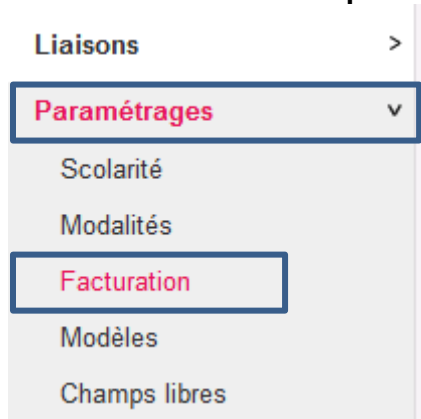 Liaisons >
Paramétrages v
Scolarité
Modalités
Facturation
Modèles
Champs libres